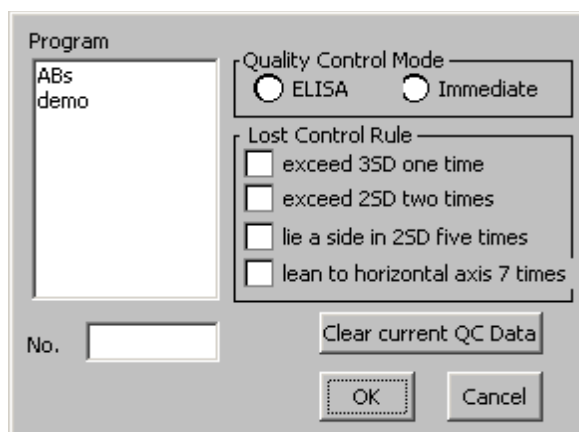 Program
ABs
demo
Quality Control Mode
ELISA
Immediate
Lost Control Rule
exceed 3SD one time
exceed 2SD two times
lie a side in 2SD five times
lean to horizontal axis 7 times
No.
Clear current QC Data
OK
Cancel